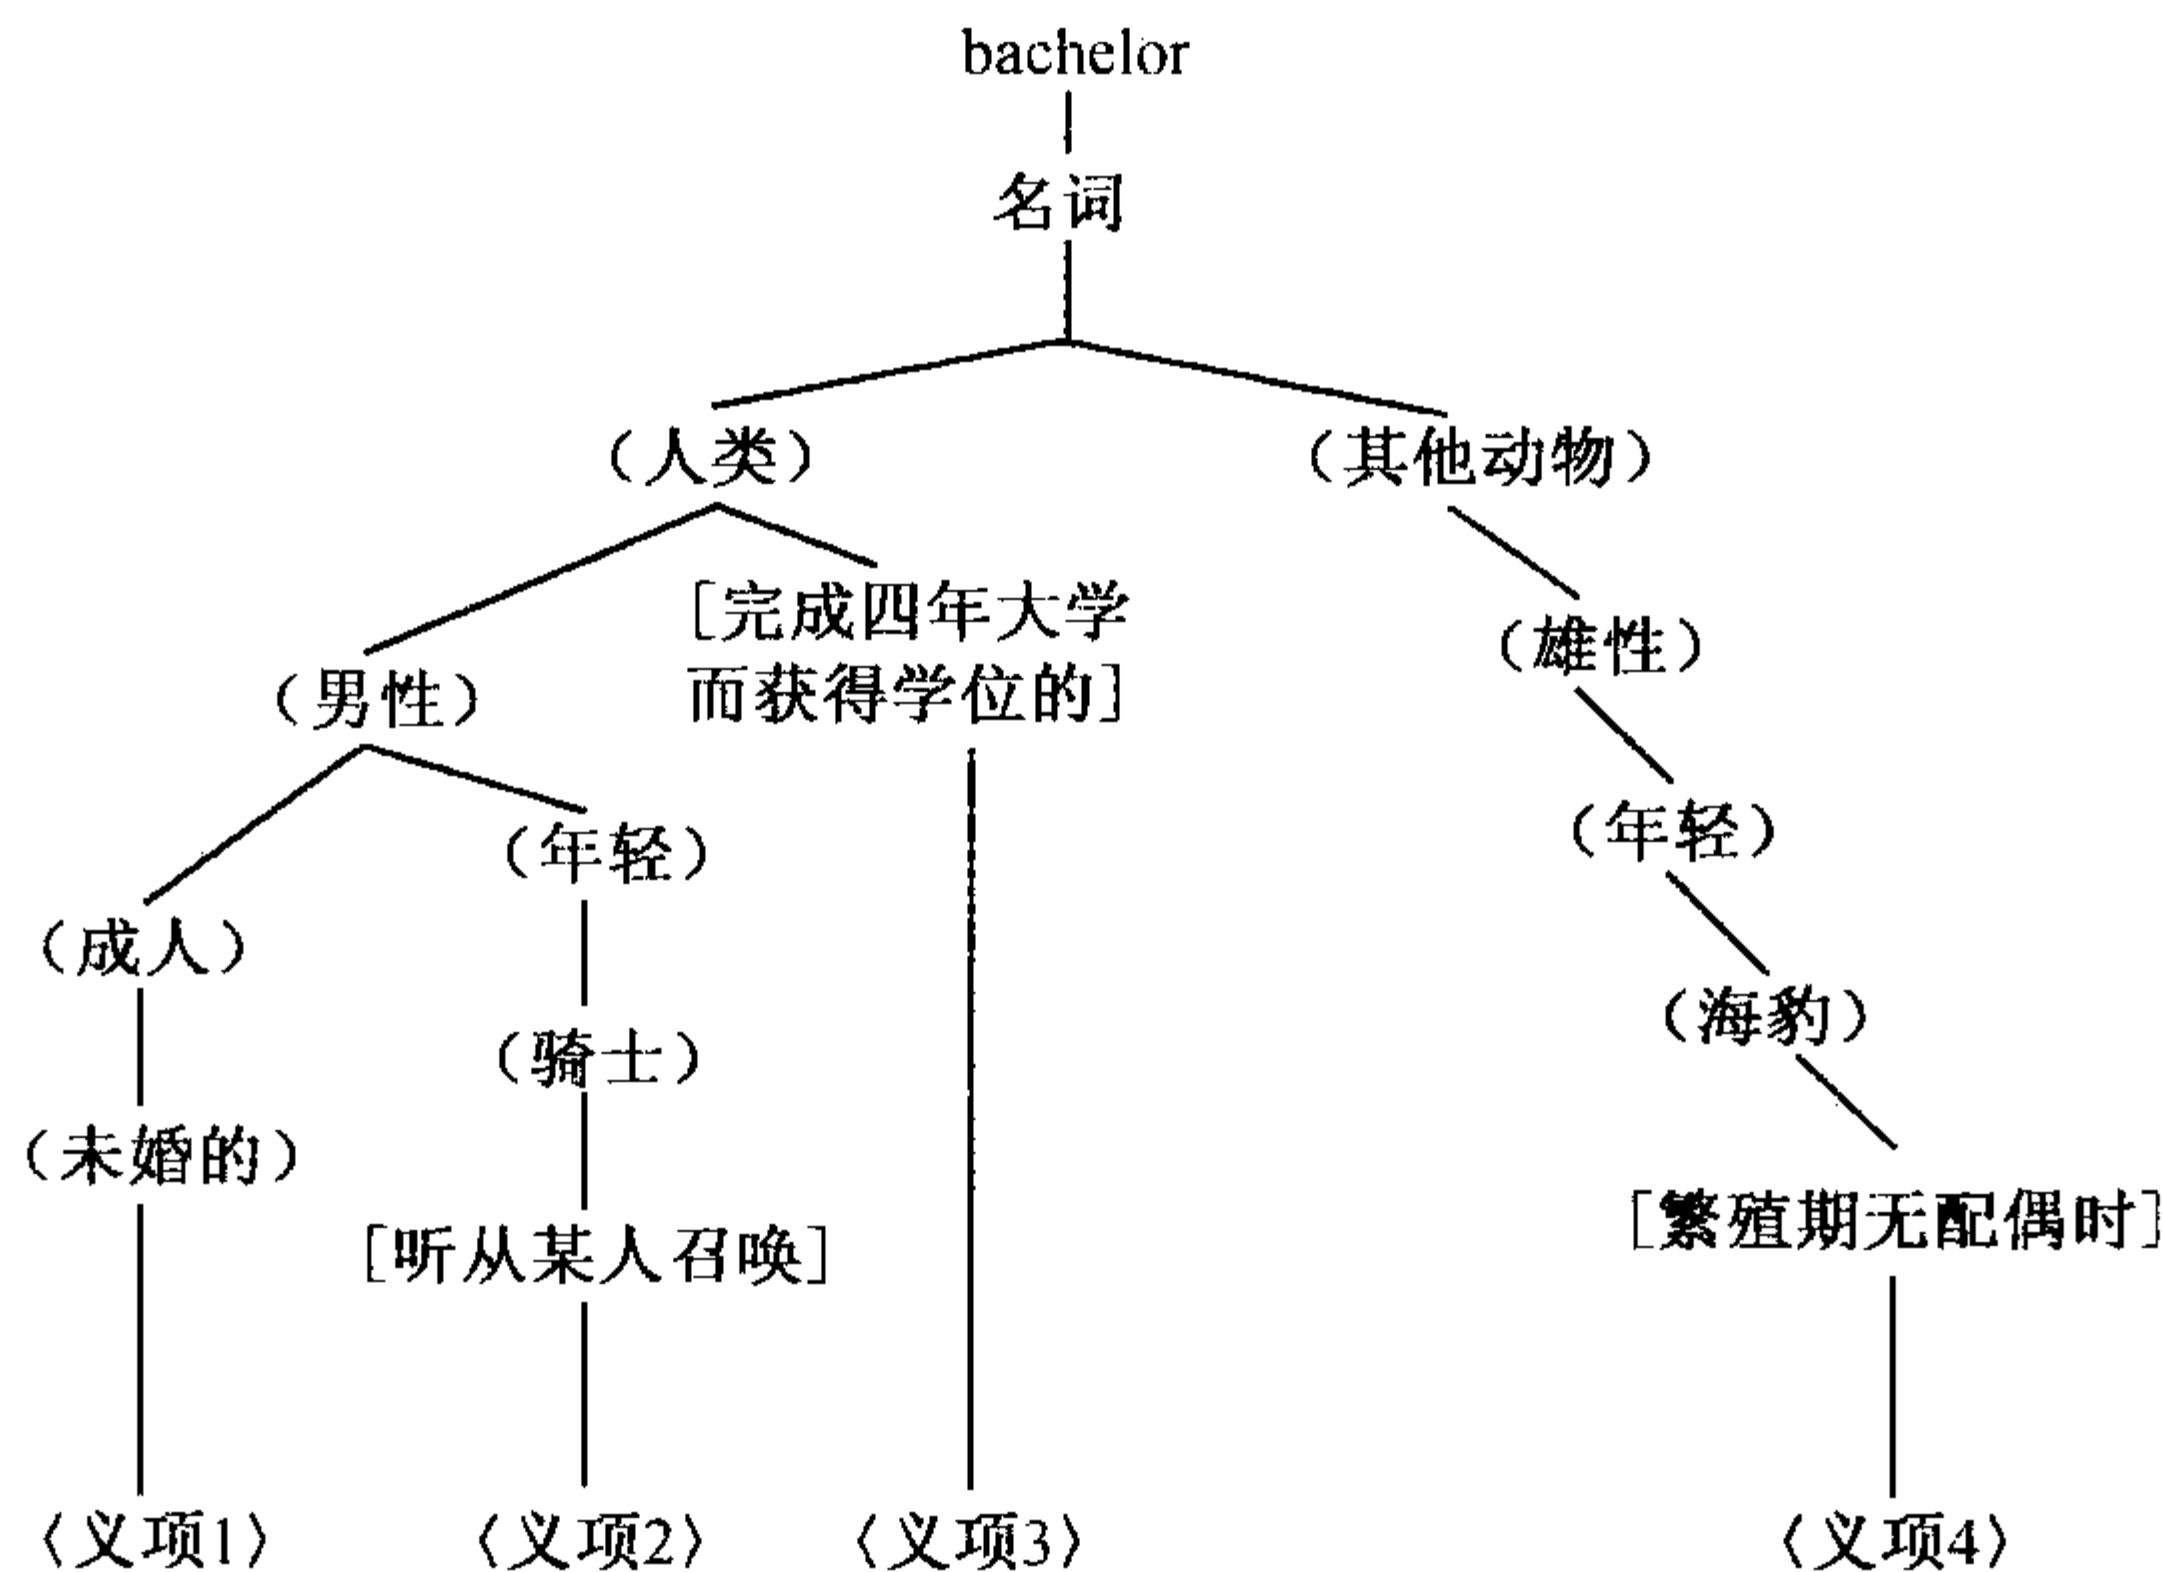 bachelor
名词
（人类）
（其他动物）
［完成四年大学
而获得学位的］
（男性）
（雄性）
（年轻）
（年轻）
（成人）
（海豹）
（骑士）
（未婚的）
［听从某人召唤］
［繁殖期无配偶时］
〈义项1〉
〈义项2〉
〈义项3〉
〈义项4〉